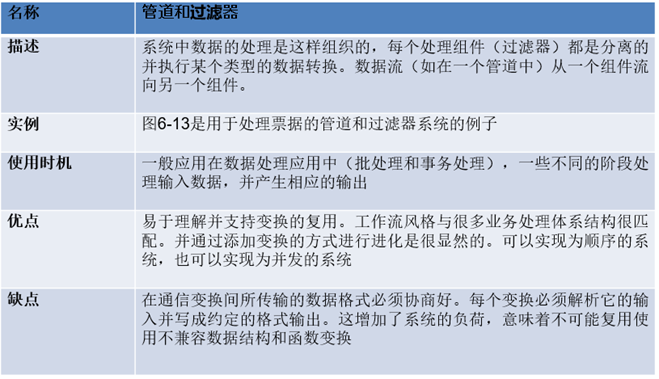 名称 管道和过滤器
描述 系统中数据的处理是这样组织的，每个处理组件（过滤器）都是分离的
并执行某个类型的数据转换。数据流（如在一个管道中）从一个组件流
向另一个组件。
实例 图6-13是用于处理票据的管道和过滤器系统的例子
使用时机 一般应用在数据处理应用中（批处理和事务处理），一些不同的阶段处
理输入数据，并产生相应的输出
优点 易于理解并支持变换的复用。工作流风格与很多业务处理体系结构很匹
配。并通过添加变换的方式进行进化是很显然的。可以实现为顺序的系
统，也可以实现为并发的系统
缺点 在通信变换间所传输的数据格式必须协商好。每个变换必须解析它的输
入并写成约定的格式输出。这增加了系统的负荷，意味着不可能复用使
用不兼容数据结构和函数变换